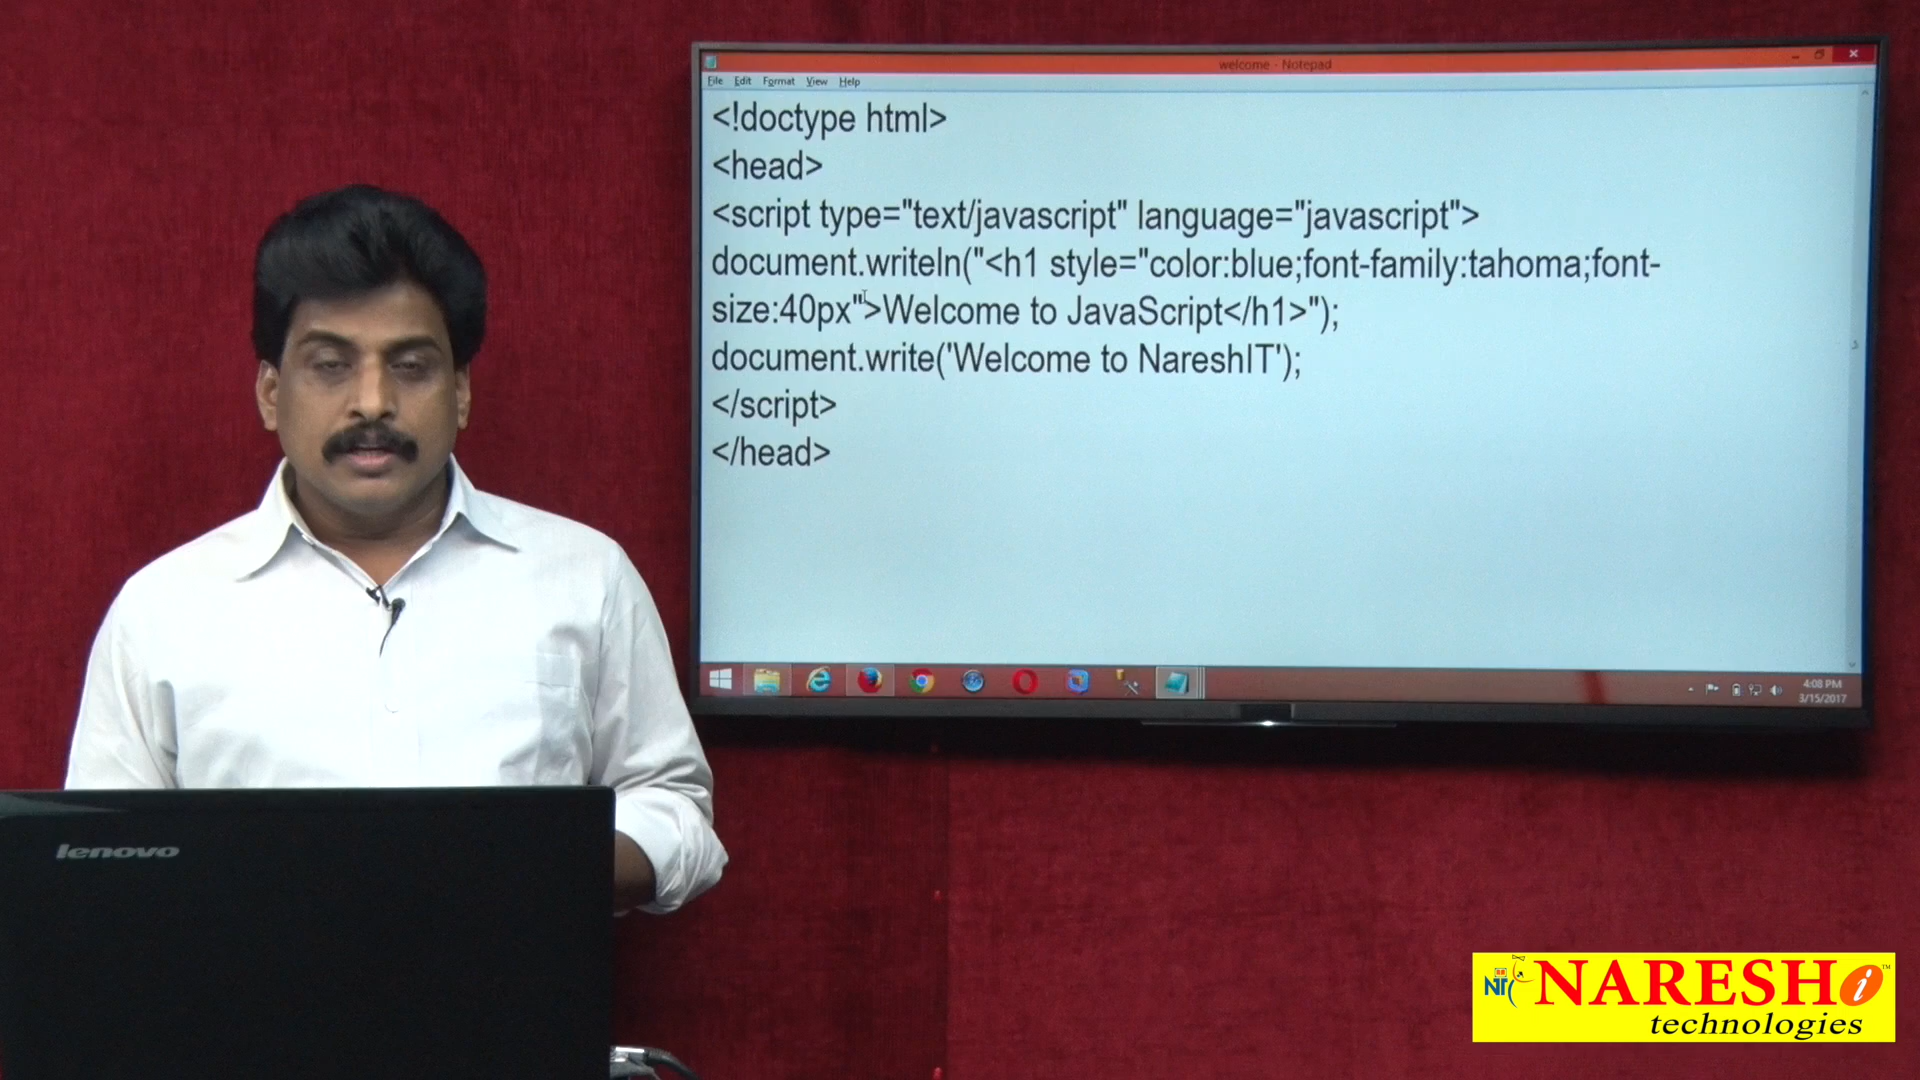 welcome - Notepad
File Edit Format View Help
<!doctype html>
<head>
<script type="text/javascript" language="javascript">
document.writeln("<h1 style="color:blue;font-family:tahoma;font-
size:40px">Welcome to JavaScript</h1>");
document.write('Welcome to NareshIT');
</script>
</head>
4:08 PM
3/15/2017
lenovo
NARESH i ™
technologies